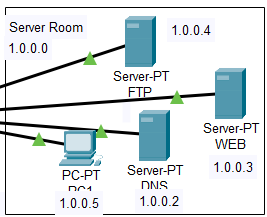 Server Room
1.0.0.0
1.0.0.4
Server-PT
FTP
Server-PT
WEB
1.0.0.3
PC-PT
PC1
1.0.0.5
Server-PT
DNS
1.0.0.2